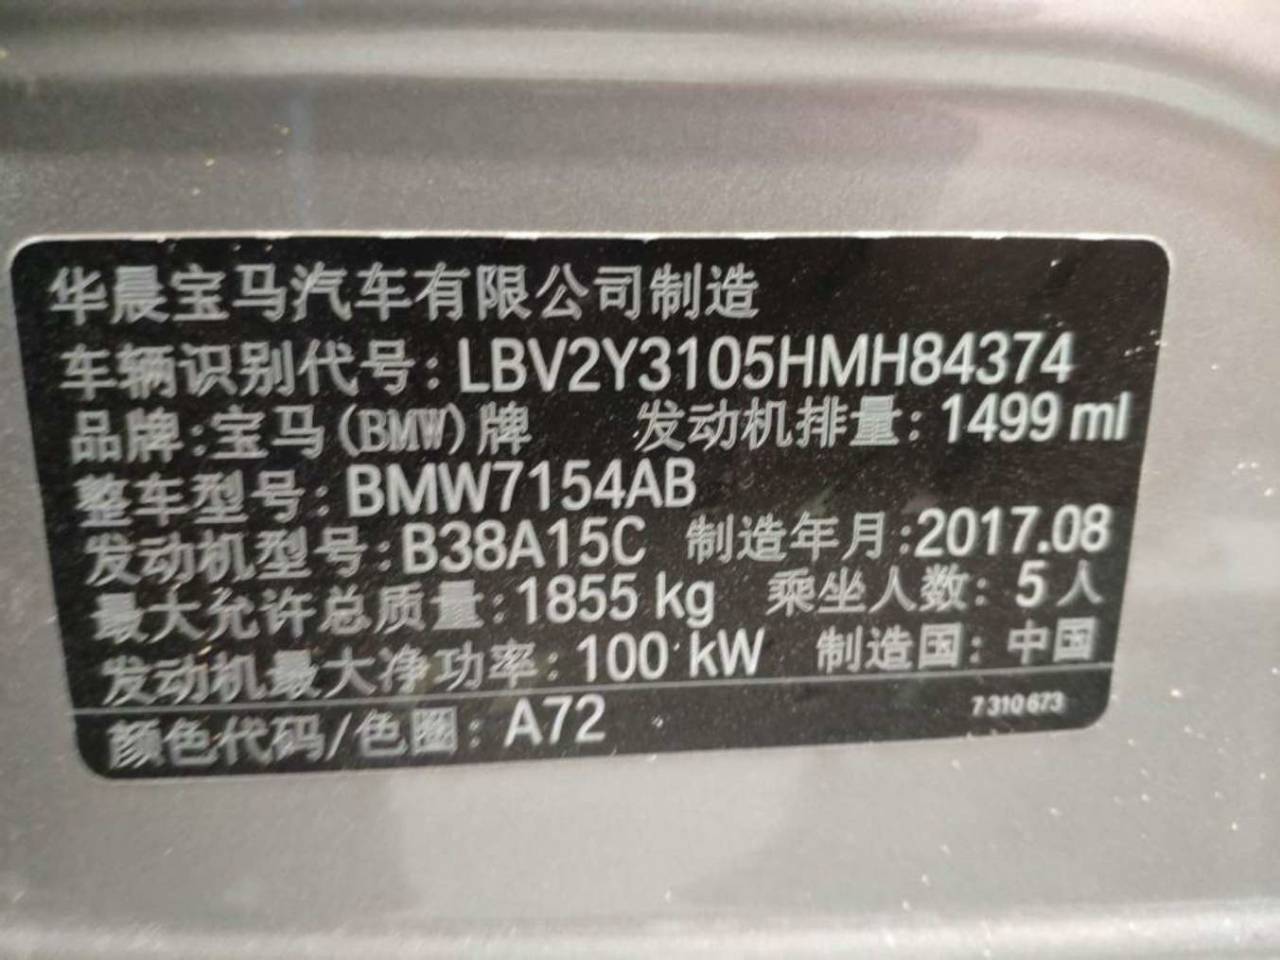 华晨宝马汽车有限公司制造
车辆识别代号: LBV2Y3105HMH84374
品牌:宝马(BMW)牌 发动机排量: 1499 ml
整车型号: BMW7154AB
发动机型号: B38A15C 制造年月:2017.08
最大允许总质量: 1855 kg 乘坐人数: 5人
发动机最大净功率: 100 kW 制造国: 中国
颜色代码/色圈: A72 7 310 673